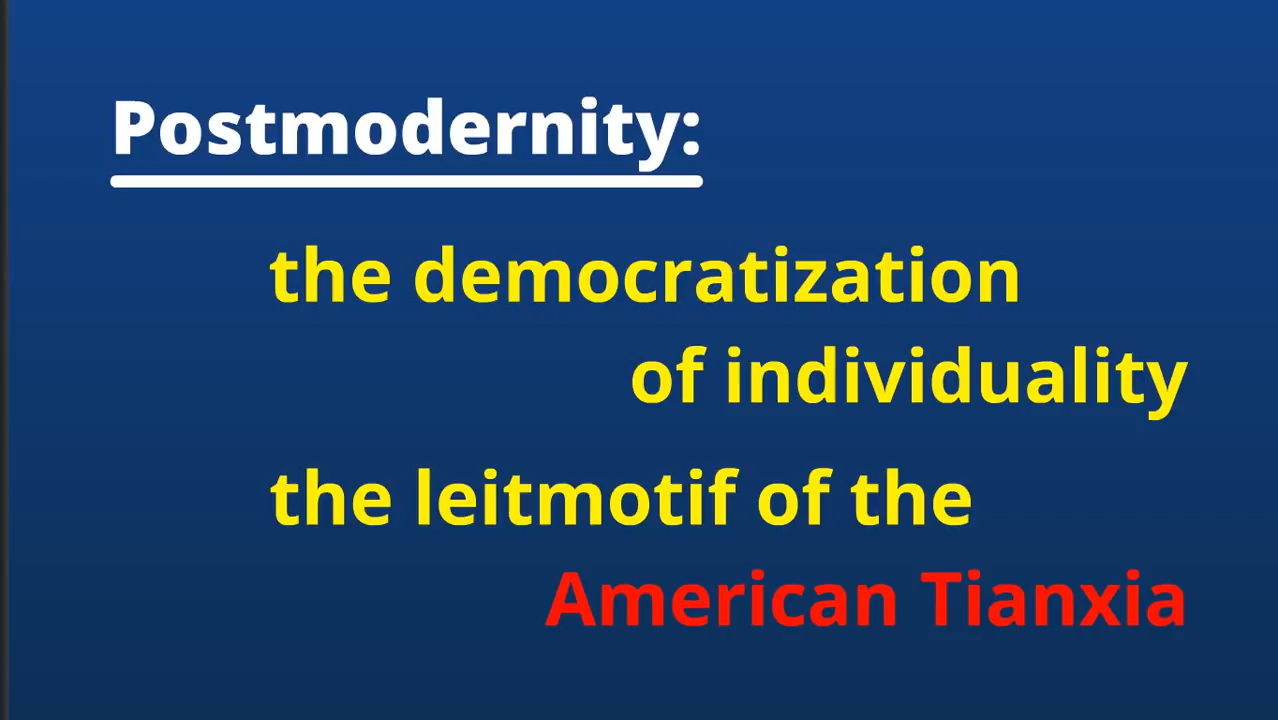 Postmodernity:
the democratization
of individuality
the leitmotif of the
American Tianxia